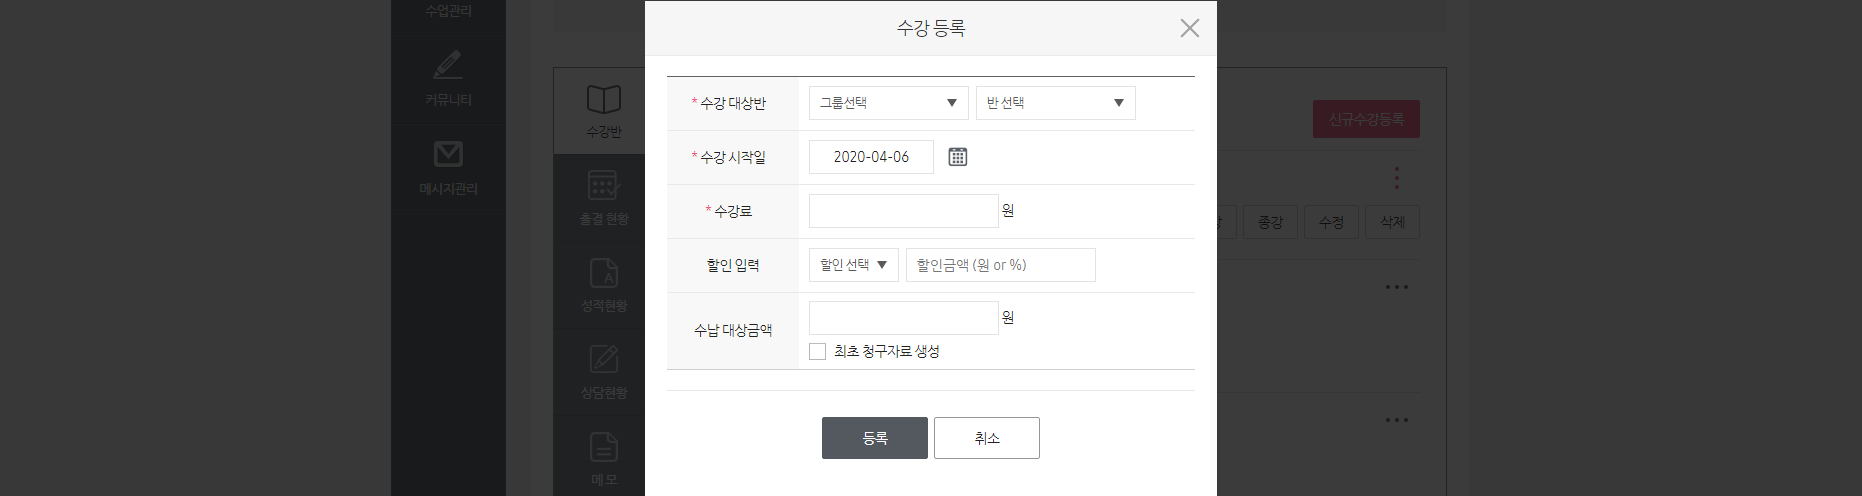 수업관리
커뮤니티
메시지관리
수강반
출결 현황
성적현황
상담현황
메모
수강 등록
* 수강 대상반 그룹선택 반 선택
* 수강 시작일 2020-04-06
* 수강료 원
할인 입력 할인 선택 할인금액 (원 or %)
수납 대상금액 원
최초 청구자료 생성
등록 취소
신규수강등록
종강 수정 삭제